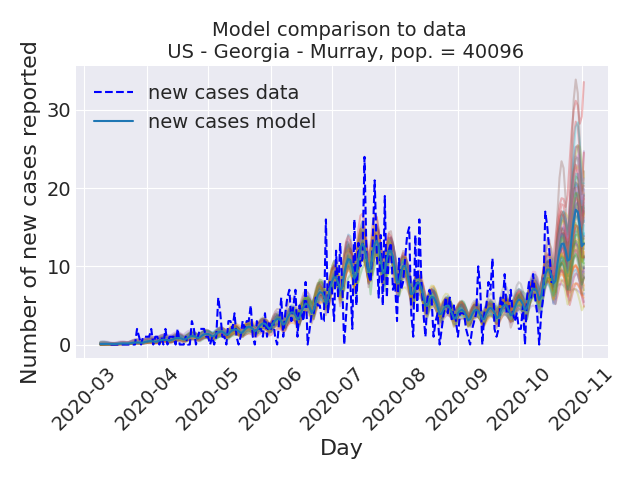 Model comparison to data
US - Georgia - Murray, pop. = 40096
Number of new cases reported
30
20
10
0
new cases data
new cases model
2020-03
2020-04
2020-05
2020-06
2020-07
2020-08
2020-09
2020-10
2020-11
Day